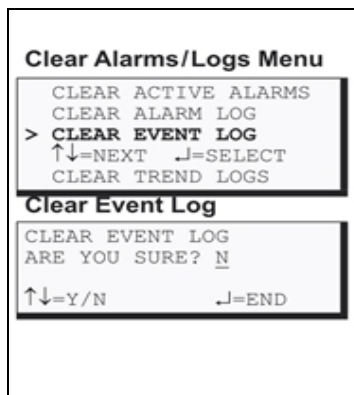 Clear Alarms/Logs Menu
CLEAR ACTIVE ALARMS
CLEAR ALARM LOG
> CLEAR EVENT LOG
↑↓=NEXT ↵=SELECT
CLEAR TREND LOGS
Clear Event Log
CLEAR EVENT LOG
ARE YOU SURE? N
↑↓=Y/N ↵=END